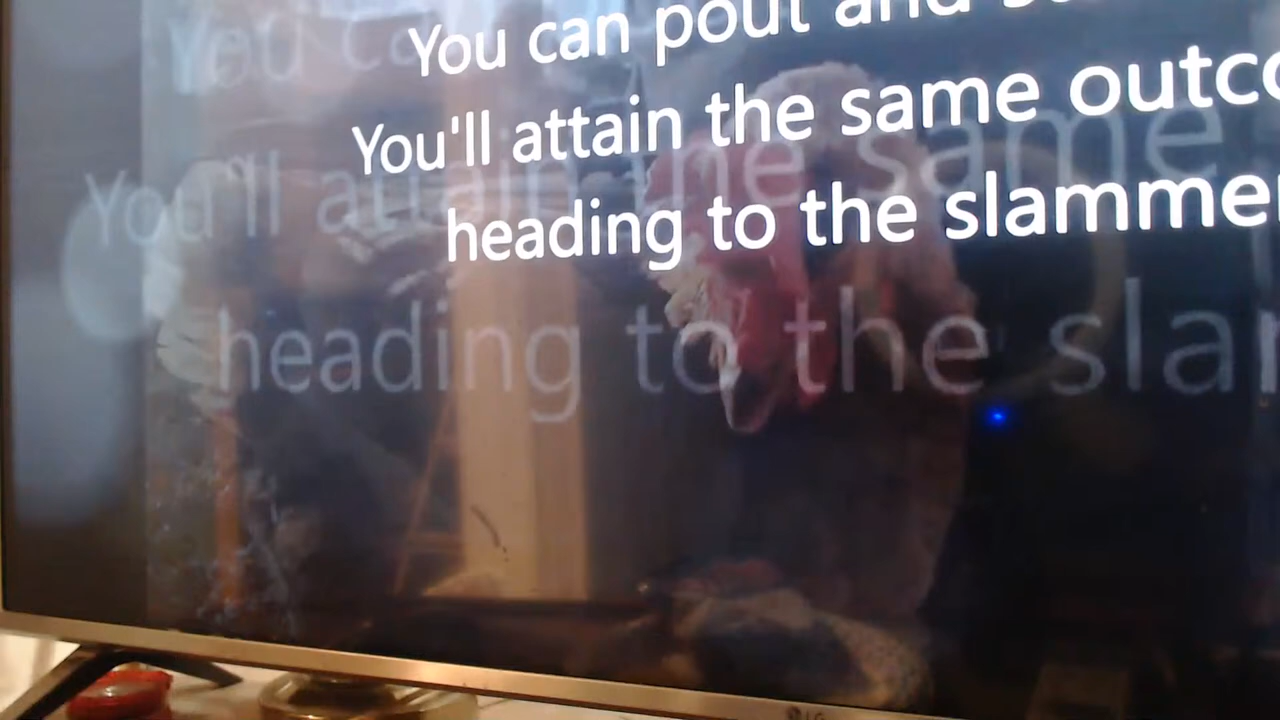 You can pout and
You'll attain the same
heading to the slammer